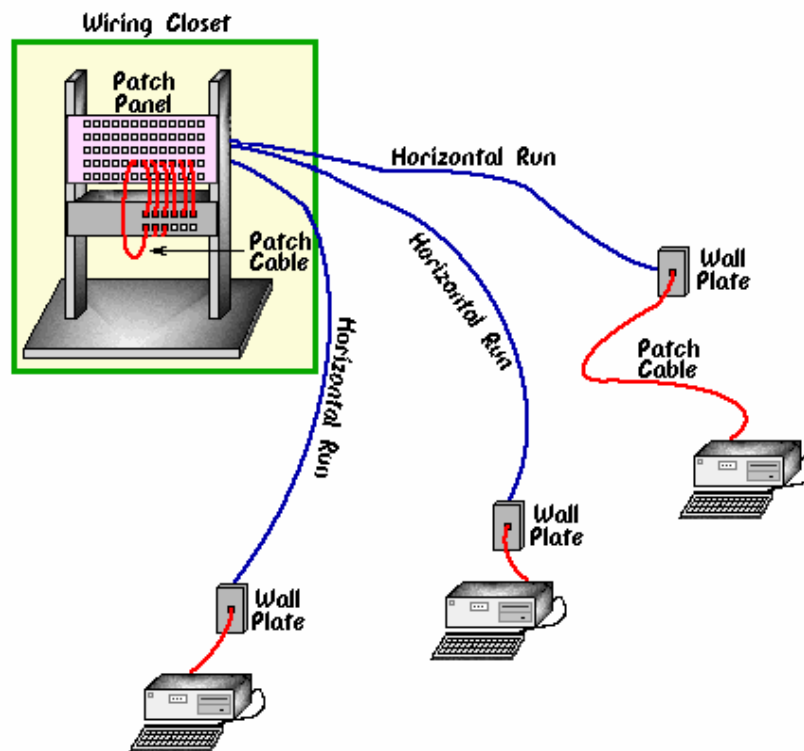 Wiring Closet
Patch
Panel
Patch
Cable
Horizontal Run
Horizontal Run
Horizontal Run
Wall
Plate
Patch
Cable
Wall
Plate
Wall
Plate